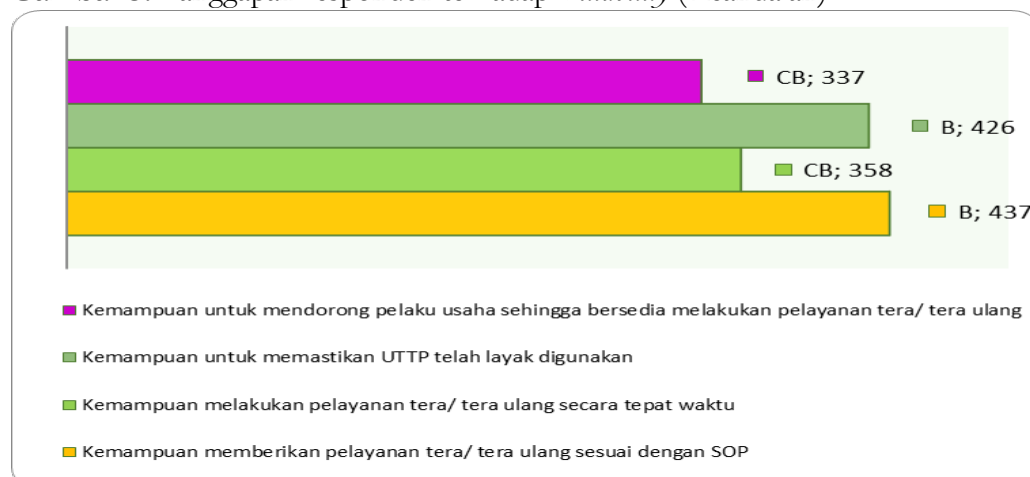 CB; 337
B; 426
CB; 358
B; 437
Kemampuan untuk mendorong pelaku usaha sehingga bersedia melakukan pelayanan tera/ tera ulang
Kemampuan untuk memastikan UTTP telah layak digunakan
Kemampuan melakukan pelayanan tera/ tera ulang secara tepat waktu
Kemampuan memberikan pelayanan tera/ tera ulang sesuai dengan SOP